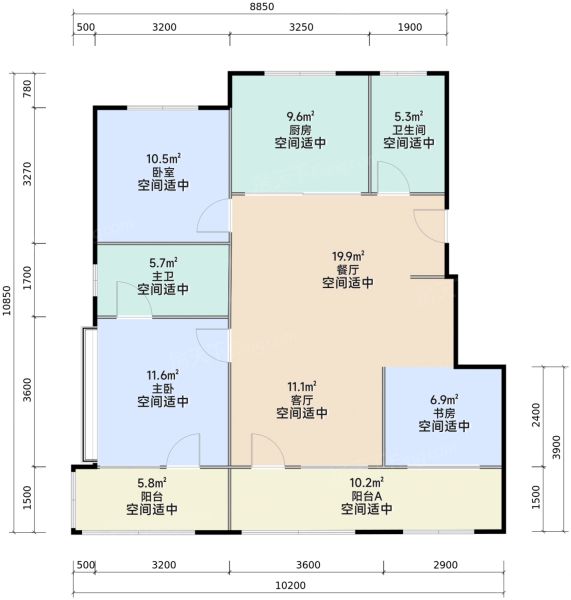 8850
500 3200 3250 1900
780
3270
1700
3600
1500
10850
9.6㎡
厨房
空间适中
5.3㎡
卫生间
空间适中
10.5㎡
卧室
空间适中
5.7㎡
主卫
空间适中
19.9㎡
餐厅
空间适中
11.6㎡
主卧
空间适中
11.1㎡
客厅
空间适中
6.9㎡
书房
空间适中
5.8㎡
阳台
空间适中
10.2㎡
阳台A
空间适中
2400
1500
3900
500 3200 3600 2900
10200